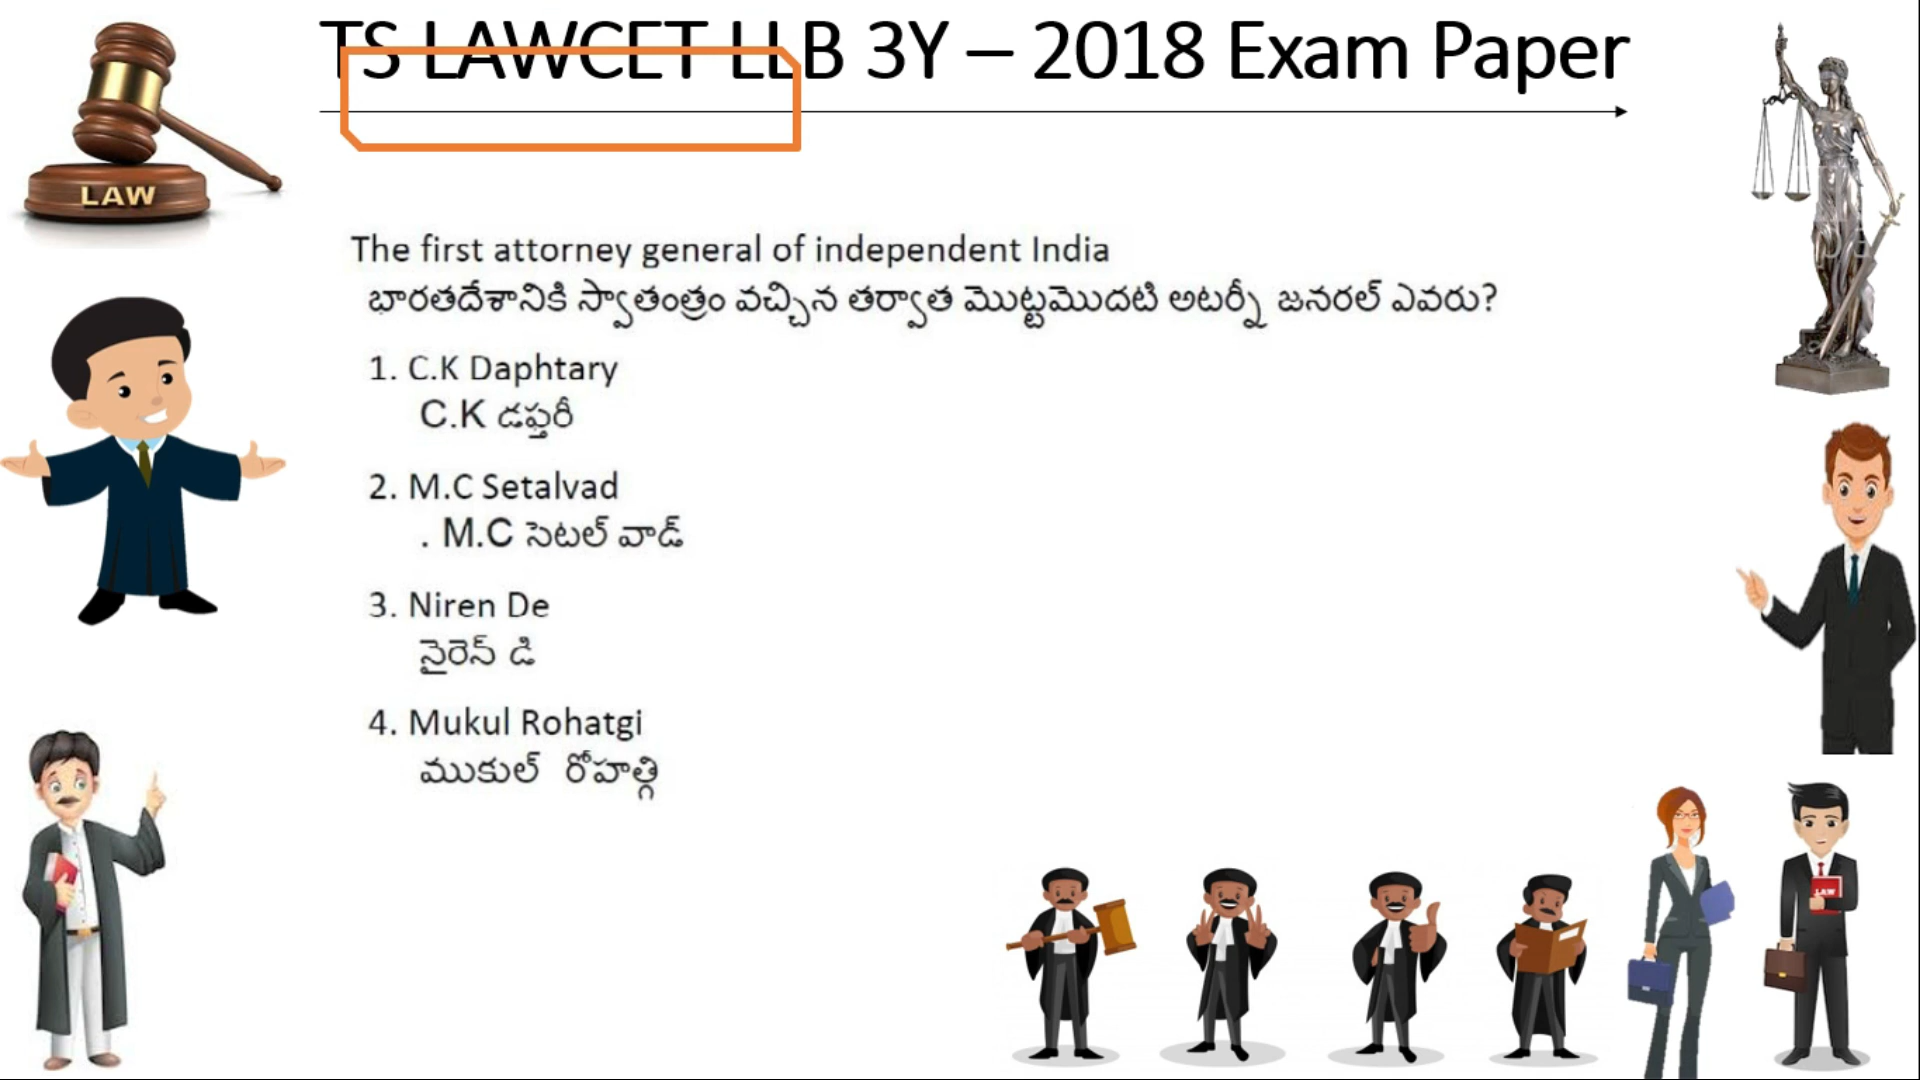 TS LAWCET LLB 3Y – 2018 Exam Paper
LAW
The first attorney general of independent India
భారతదేశానికి స్వాతంత్రం వచ్చిన తర్వాత మొట్టమొదటి అటర్నీ జనరల్ ఎవరు?
1. C.K Daphtary
C.K డఫ్తరీ
2. M.C Setalvad
. M.C సెటల్ వాడ్
3. Niren De
నైరెన్ డి
4. Mukul Rohatgi
ముకుల్ రోహత్గి
LAW